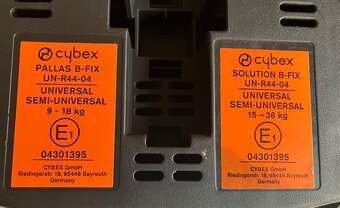 cybex
PALLAS B-FIX
UN-R44-04
UNIVERSAL
SEMI-UNIVERSAL
9 - 18 kg
E1
04301395
CYBEX GmbH
Riedingerstr. 18, 95448 Bayreuth
Germany
cybex
SOLUTION B-FIX
UN-R44-04
UNIVERSAL
SEMI-UNIVERSAL
15 - 36 kg
E1
04301395
CYBEX GmbH
Riedingerstr. 18, 95448 Bayreuth
Germany